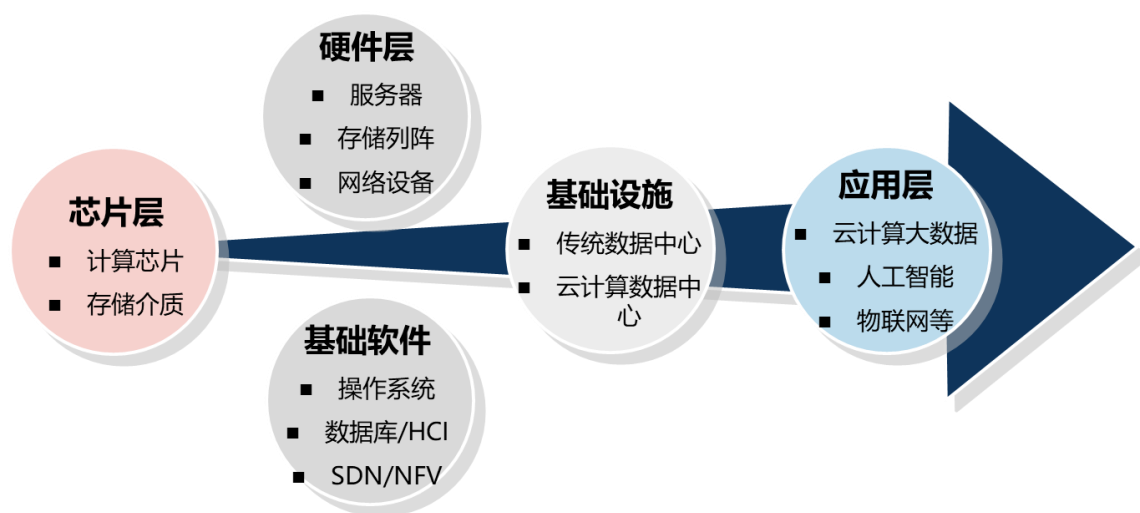 芯片层
■ 计算芯片
■ 存储介质
硬件层
■ 服务器
■ 存储列阵
■ 网络设备
基础软件
■ 操作系统
■ 数据库/HCI
■ SDN/NFV
基础设施
■ 传统数据中心
■ 云计算数据中
心
应用层
■ 云计算大数据
■ 人工智能
■ 物联网等